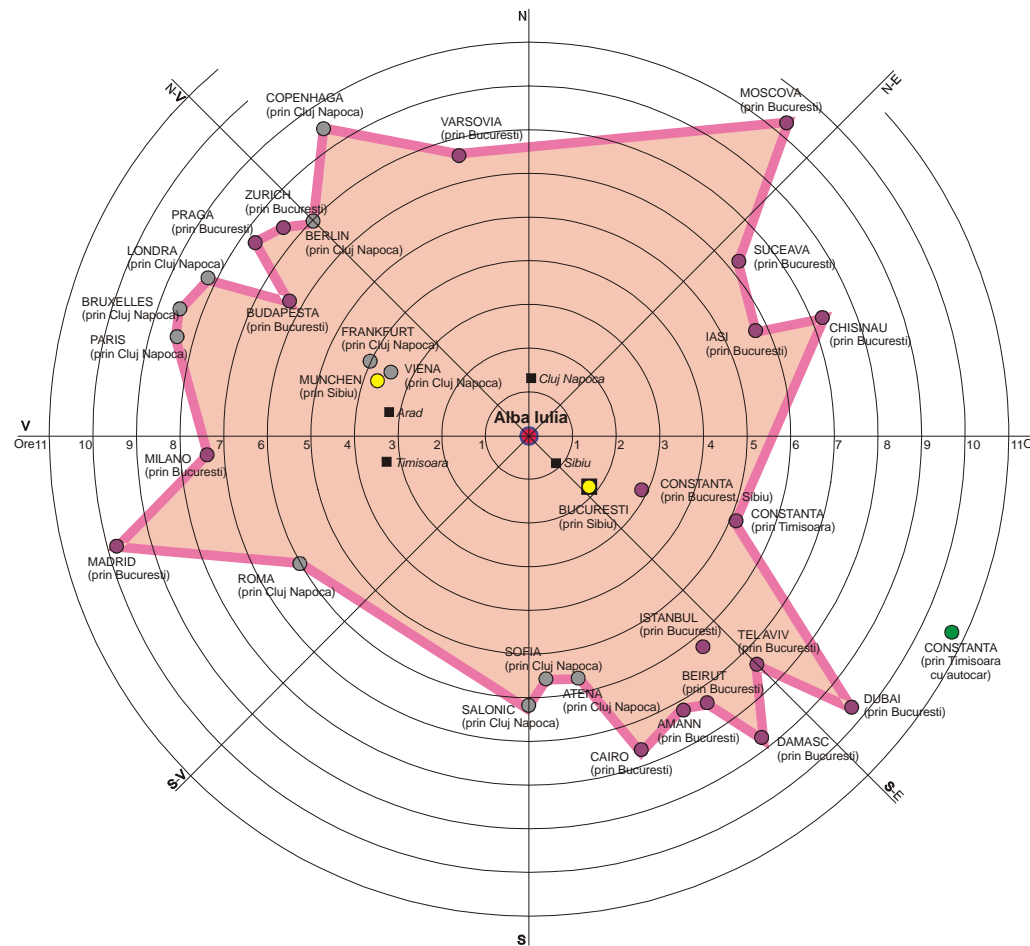 N
N-V
N-E
COPENHAGA
(prin Cluj Napoca)
VARSOVIA
(prin Bucuresti)
MOSCOVA
(prin Bucuresti)
ZURICH
(prin Bucuresti)
PRAGA
(prin Bucuresti)
BERLIN
(prin Cluj Napoca)
LONDRA
(prin Cluj Napoca)
SUCEAVA
(prin Bucuresti)
BRUXELLES
(prin Cluj Napoca)
BUDAPESTA
(prin Bucuresti)
PARIS
(prin Cluj Napoca)
FRANKFURT
(prin Cluj Napoca)
IASI
(prin Bucuresti)
CHISINAU
(prin Bucuresti)
VIENA
(prin Cluj Napoca)
MUNCHEN
(prin Sibiu)
Cluj Napoca
Arad
Alba Iulia
V
Ore11 10 9 8 7 6 5 4 3 2 1 1 2 3 4 5 6 7 8 9 10 11O
MILANO
(prin Bucuresti)
Timisoara
Sibiu
CONSTANTA
(prin Bucurest, Sibiu)
BUCURESTI
(prin Sibiu)
CONSTANTA
(prin Timisoara)
MADRID
(prin Bucuresti)
ROMA
(prin Cluj Napoca)
ISTANBUL
(prin Bucuresti)
TEL AVIV
(prin Bucuresti)
CONSTANTA
(prin Timisoara
cu autocar)
SOFIA
(prin Cluj Napoca)
BEIRUT
(prin Bucuresti)
ATENA
(prin Cluj Napoca)
SALONIC
(prin Cluj Napoca)
DUBAI
(prin Bucuresti)
AMANN
(prin Bucuresti)
DAMASC
(prin Bucuresti)
CAIRO
(prin Bucuresti)
S-V
S-E
S